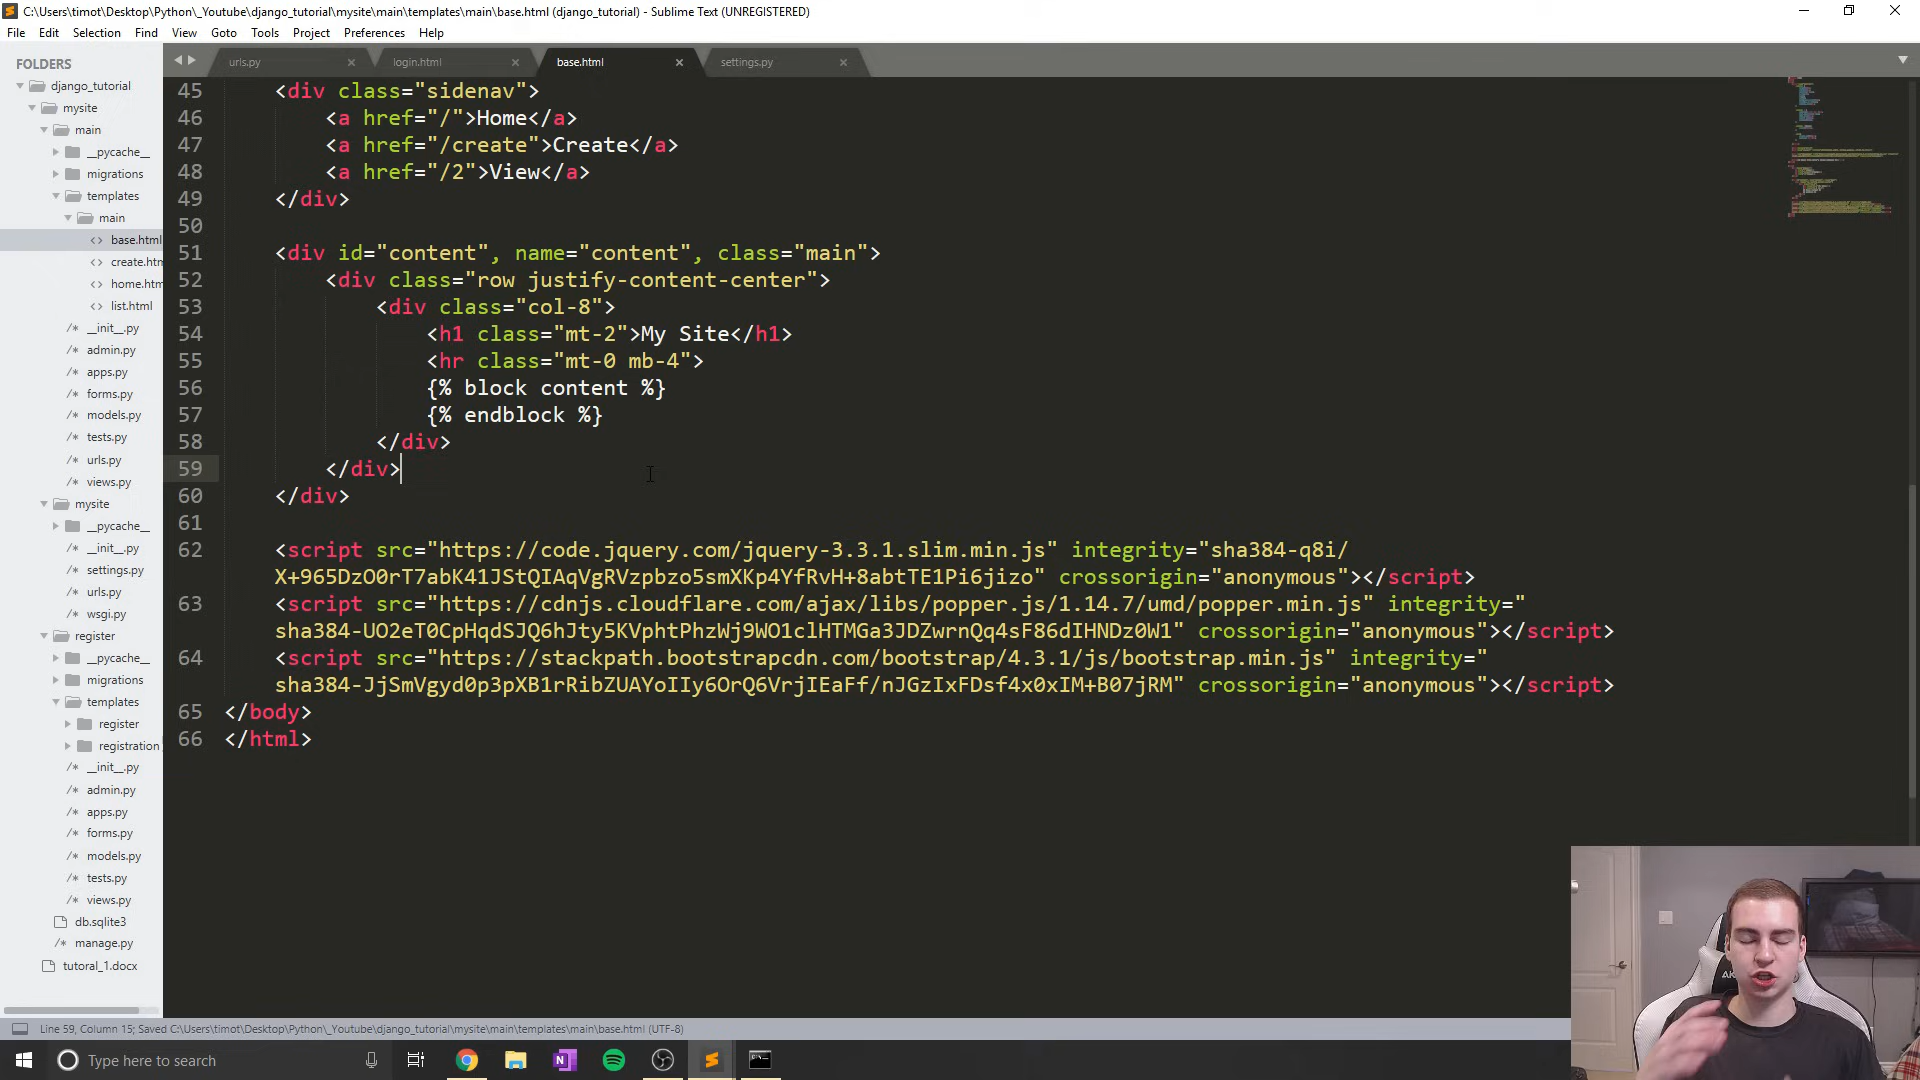 C:\Users\timot\Desktop\Python\_Youtube\django_tutorial\mysite\main\templates\main\base.html (django_tutorial) - Sublime Text (UNREGISTERED)
File Edit Selection Find View Goto Tools Project Preferences Help
FOLDERS
django_tutorial
mysite
main
__pycache__
migrations
templates
main
base.html
create.htm
home.htm
list.html
/* __init__.py
/* admin.py
/* apps.py
/* forms.py
/* models.py
/* tests.py
/* urls.py
/* views.py
mysite
__pycache__
/* __init__.py
/* settings.py
/* urls.py
/* wsgi.py
register
__pycache__
migrations
templates
register
registration
/* __init__.py
/* admin.py
/* apps.py
/* forms.py
/* models.py
/* tests.py
/* views.py
db.sqlite3
/* manage.py
tutoral_1.docx
urls.py login.html base.html settings.py
45 <div class="sidenav">
46 <a href="/">Home</a>
47 <a href="/create">Create</a>
48 <a href="/2">View</a>
49 </div>
50
51 <div id="content", name="content", class="main">
52 <div class="row justify-content-center">
53 <div class="col-8">
54 <h1 class="mt-2">My Site</h1>
55 <hr class="mt-0 mb-4">
56 {% block content %}
57 {% endblock %}
58 </div>
59 </div>
60 </div>
61
62 <script src="https://code.jquery.com/jquery-3.3.1.slim.min.js" integrity="sha384-q8i/
X+965DzO0rT7abK41JStQIAqVgRVzpbzo5smXKp4YfRvH+8abtTE1Pi6jizo" crossorigin="anonymous"></script>
63 <script src="https://cdnjs.cloudflare.com/ajax/libs/popper.js/1.14.7/umd/popper.min.js" integrity="
sha384-UO2eT0CpHqdSJQ6hJty5KVphtPhzWj9WO1clHTMGa3JDZwrnQq4sF86dIHNDz0W1" crossorigin="anonymous"></script>
64 <script src="https://stackpath.bootstrapcdn.com/bootstrap/4.3.1/js/bootstrap.min.js" integrity="
sha384-JjSmVgyd0p3pXB1rRibZUAYoIIy6OrQ6VrjIEaFf/nJGzIxFDsf4x0xIM+B07jRM" crossorigin="anonymous"></script>
65 </body>
66 </html>
Line 59, Column 15; Saved C:\Users\timot\Desktop\Python\_Youtube\django_tutorial\mysite\main\templates\main\base.html (UTF-8)
Type here to search